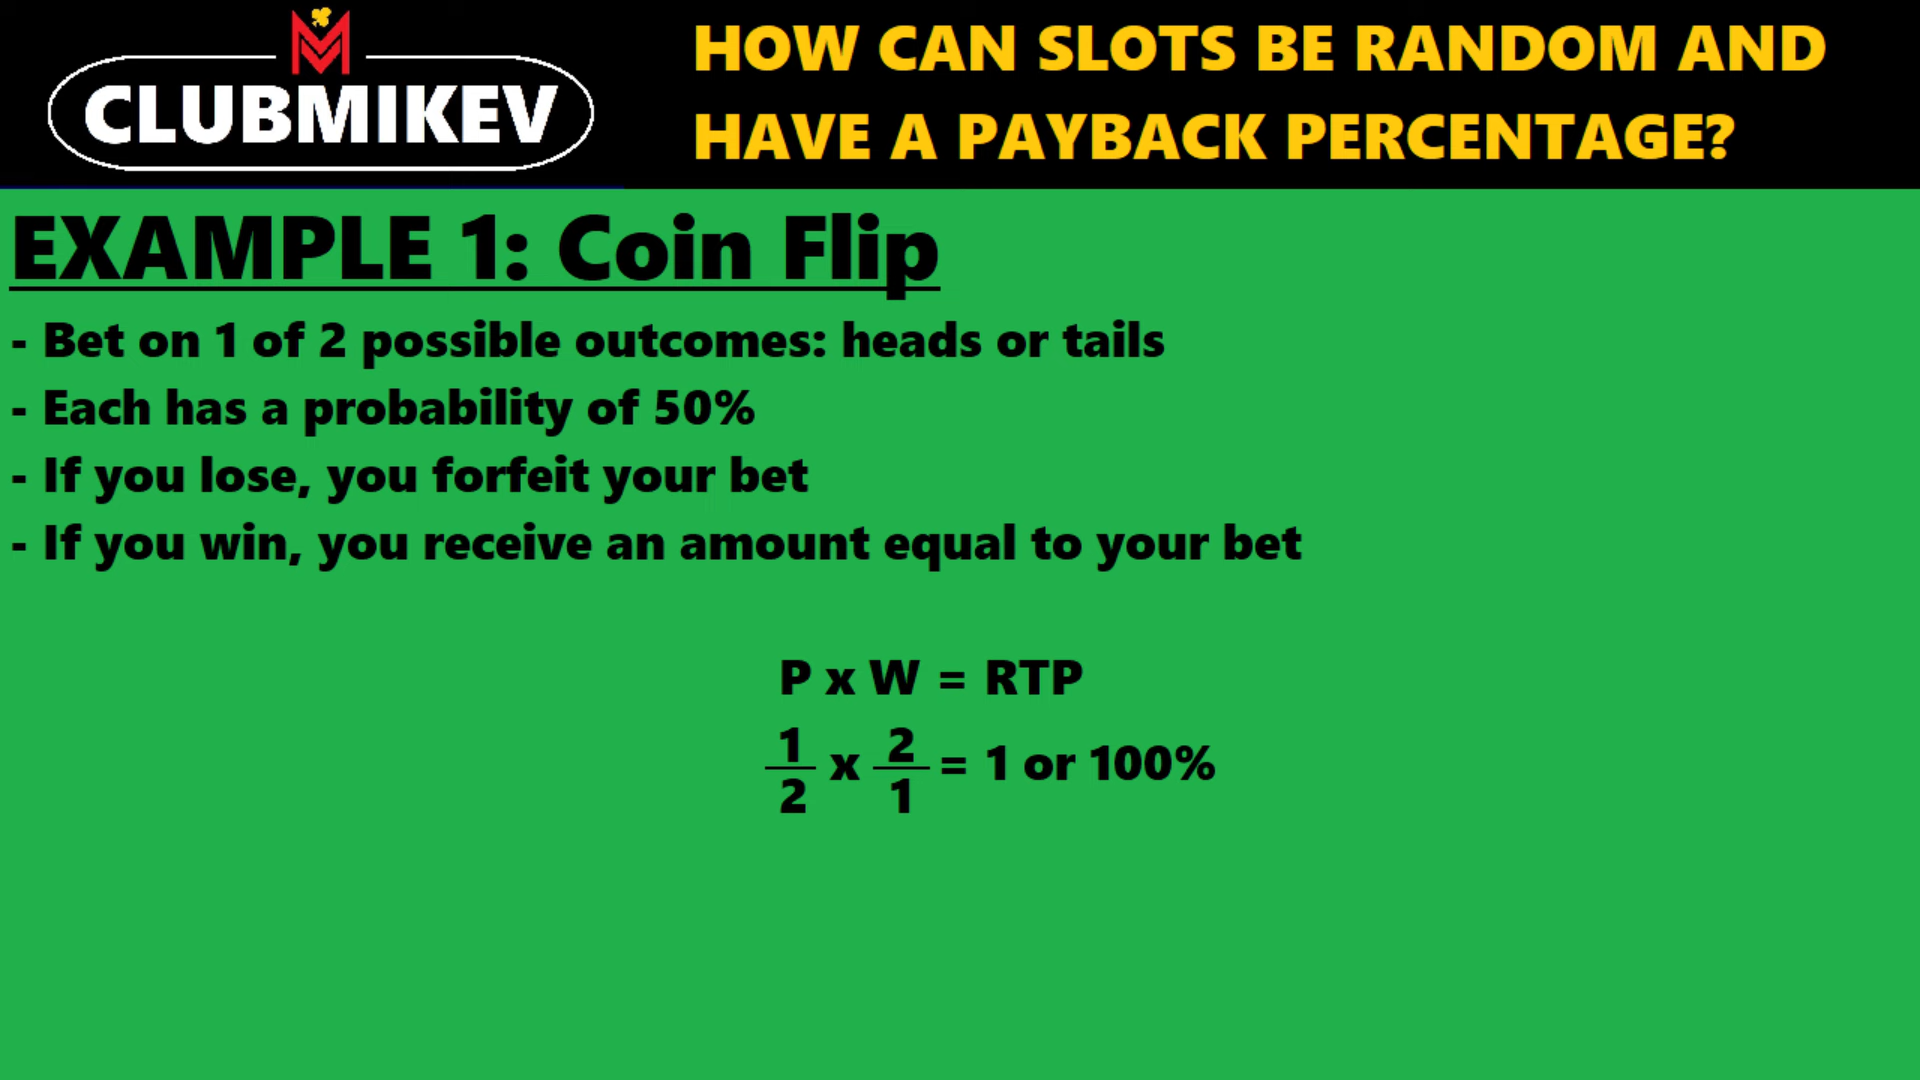 CLUBMIKEV
HOW CAN SLOTS BE RANDOM AND
HAVE A PAYBACK PERCENTAGE?
EXAMPLE 1: Coin Flip
- Bet on 1 of 2 possible outcomes: heads or tails
- Each has a probability of 50%
- If you lose, you forfeit your bet
- If you win, you receive an amount equal to your bet
P x W = RTP
1/2 x 2/1 = 1 or 100%